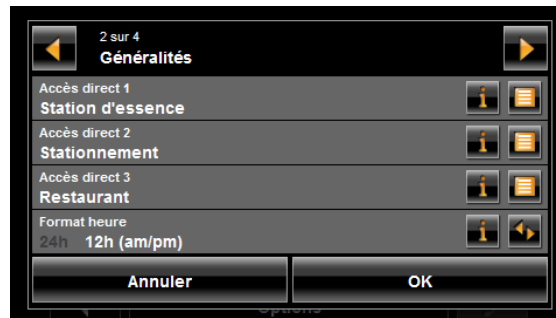 2 sur 4
Généralités
Accès direct 1
Station d'essence
Accès direct 2
Stationnement
Accès direct 3
Restaurant
Format heure
24h 12h (am/pm)
Annuler OK
Options